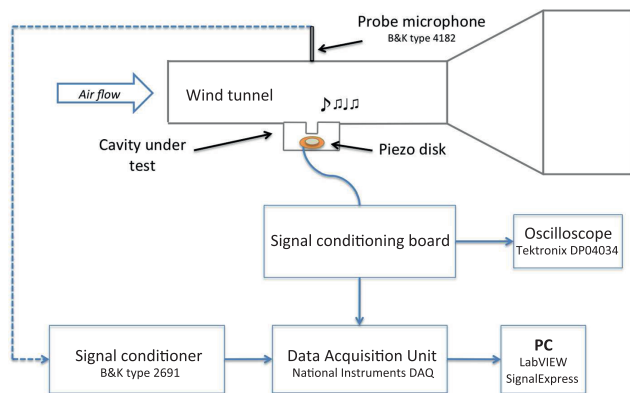 Probe microphone
B&K type 4182
Air flow
Wind tunnel
Cavity under
test
Piezo disk
Signal conditioning board
Oscilloscope
Tektronix DP04034
Signal conditioner
B&K type 2691
Data Acquisition Unit
National Instruments DAQ
PC
LabVIEW
SignalExpress